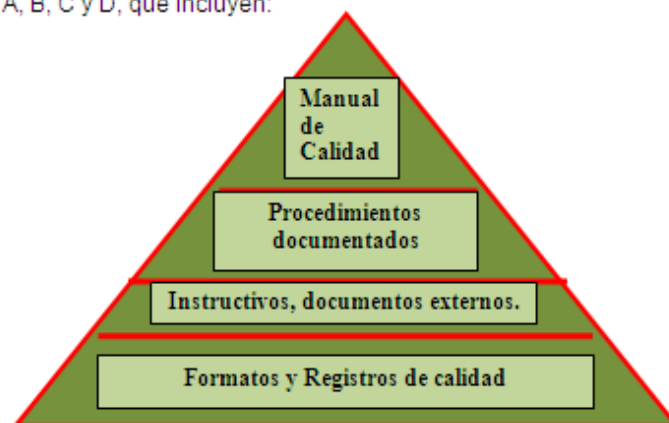 A, B, C y D, que incluyen:
Manual
de
Calidad
Procedimientos
documentados
Instructivos, documentos externos.
Formatos y Registros de calidad